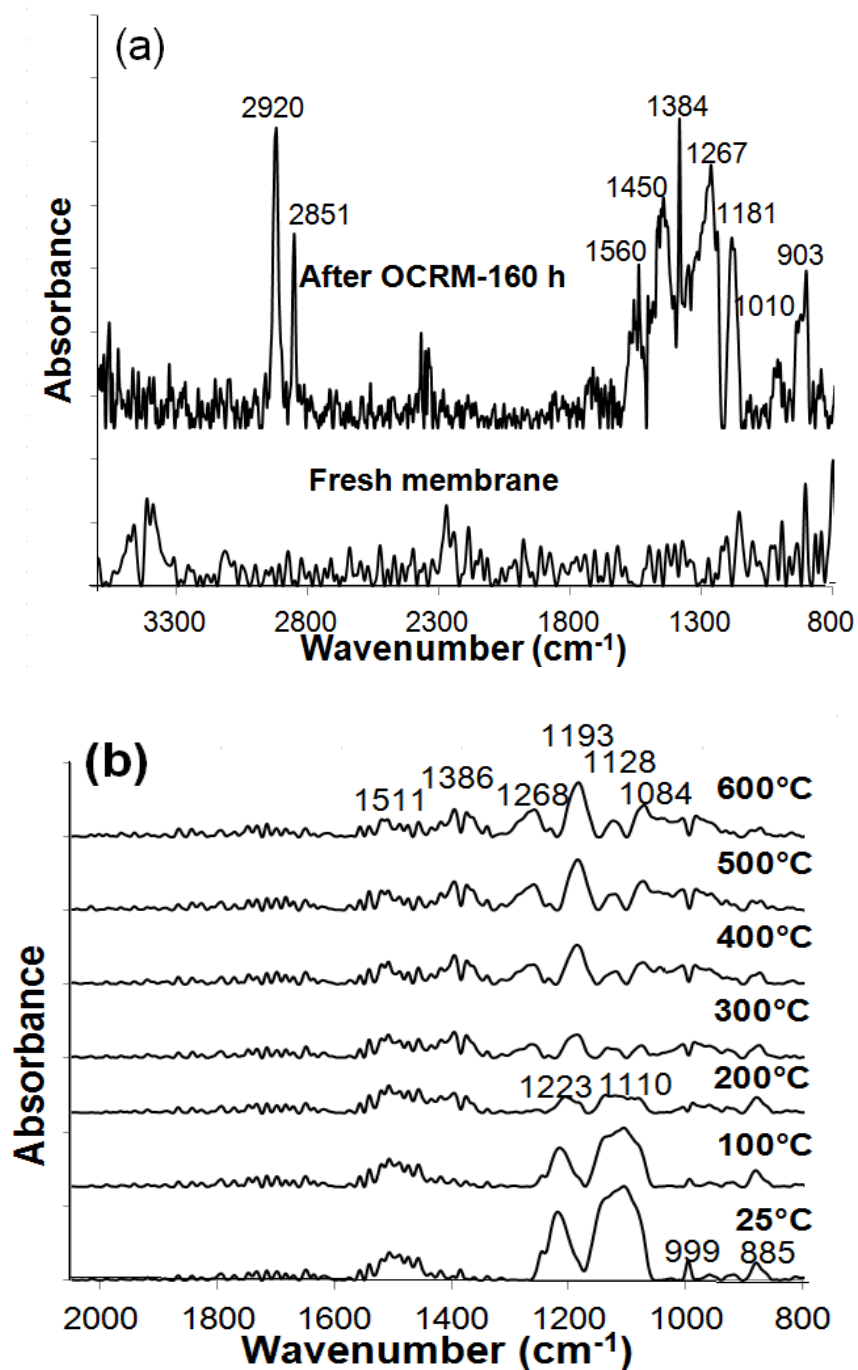 (a)
2920
1384
1267
2851
1450
1181
1560
903
1010
After OCRM-160 h
Absorbance
Fresh membrane
3300 2800 2300 1800 1300 800
Wavenumber (cm-1)
(b)
1193
1386
1128
1268
1084
600°C
1511
500°C
400°C
300°C
200°C
1223 1110
100°C
25°C
999 885
Absorbance
2000 1800 1600 1400 1200 1000 800
Wavenumber (cm-1)